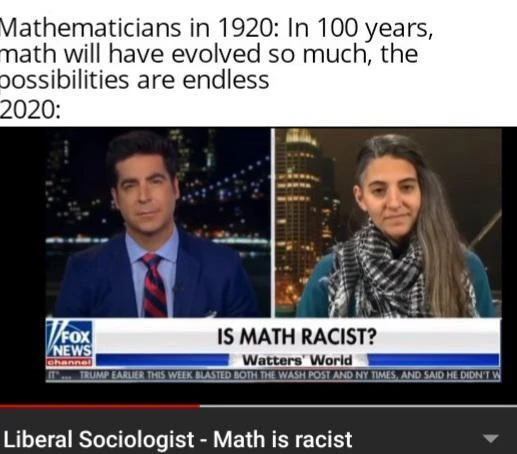 Mathematicians in 1920: In 100 years,
math will have evolved so much, the
possibilities are endless
2020:
FOX
NEWS
channel
IS MATH RACIST?
Watters' World
TRUMP EARLIER THIS WEEK BLASTED BOTH THE WASH POST AND NY TIMES, AND SAID HE DIDN'T W
Liberal Sociologist - Math is racist